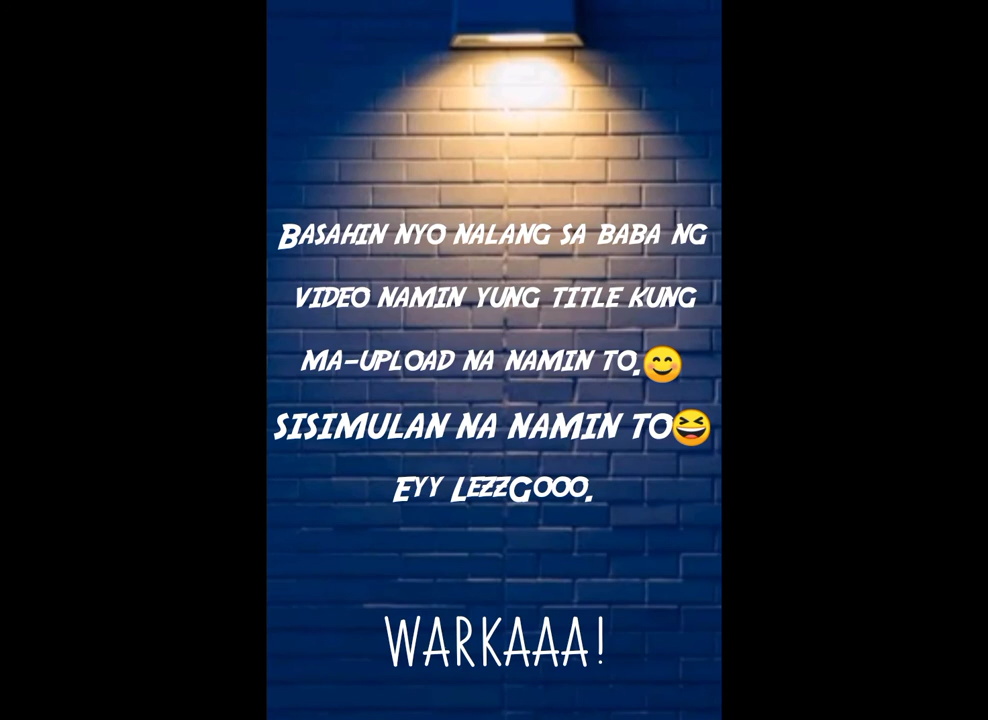 Basahin nyo nalang sa baba ng
video namin yung title kung
ma-upload na namin to.😊
sisimulan na namin to😆
Eyy LezzGooo.
WARKAAA!